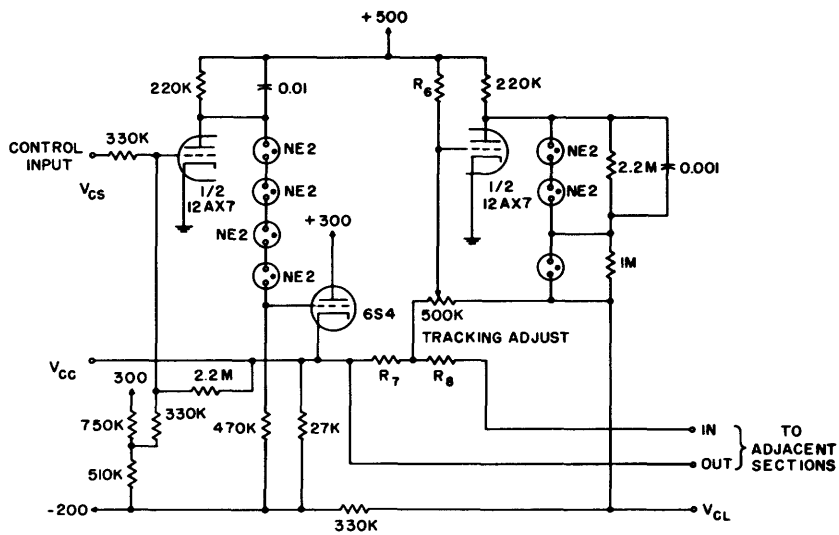 +500
220K
0.01
R6
220K
330K
NE2
NE2
CONTROL
INPUT
2.2M
0.001
VCS
1/2
12AX7
NE2
1/2
12AX7
NE2
+300
NE2
1M
NE2
6S4
500K
TRACKING ADJUST
VCC
R7
R8
300
2.2M
750K
330K
470K
27K
IN
TO
ADJACENT
SECTIONS
OUT
510K
-200
330K
VCL